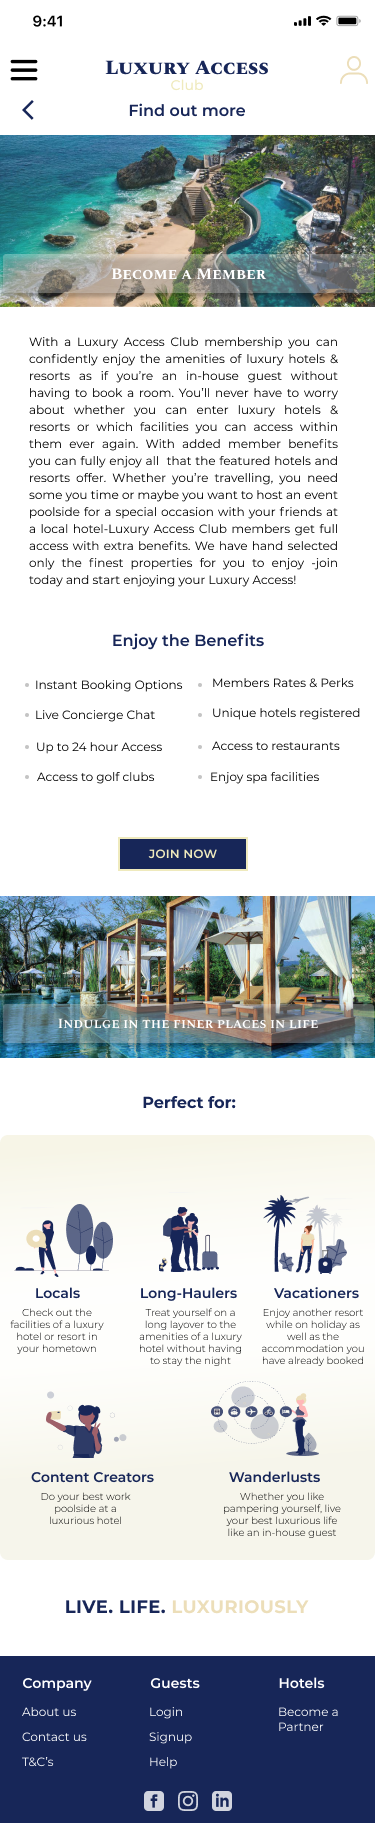 9:41
LUXURY ACCESS
Club
Find out more
BECOME A MEMBER
With a Luxury Access Club membership you can
confidently enjoy the amenities of luxury hotels &
resorts as if you're an in-house guest without
having to book a room. You'll never have to worry
about whether you can enter luxury hotels &
resorts or which facilities you can access within
them ever again. With added member benefits
you can fully enjoy all that the featured hotels and
resorts offer. Whether you're travelling, you need
some you time or maybe you want to host an event
poolside for a special occasion with your friends at
a local hotel-Luxury Access Club members get full
access with extra benefits. We have hand selected
only the finest properties for you to enjoy -join
today and start enjoying your Luxury Access!
Enjoy the Benefits
Instant Booking Options
Live Concierge Chat
Up to 24 hour Access
Access to golf clubs
Members Rates & Perks
Unique hotels registered
Access to restaurants
Enjoy spa facilities
JOIN NOW
INDULGE IN THE FINER PLACES IN LIFE
Perfect for:
Locals
Check out the
facilities of a luxury
hotel or resort in
your hometown
Long-Haulers
Treat yourself on a
long layover to the
amenities of a luxury
hotel without having
to stay the night
Vacationers
Enjoy another resort
while on holiday as
well as the
accommodation you
have already booked
Content Creators
Do your best work
poolside at a
luxurious hotel
Wanderlusts
Whether you like
pampering yourself, live
your best luxurious life
like an in-house guest
LIVE. LIFE. LUXURIOUSLY
Company
About us
Contact us
T&C's
Guests
Login
Signup
Help
Hotels
Become a
Partner